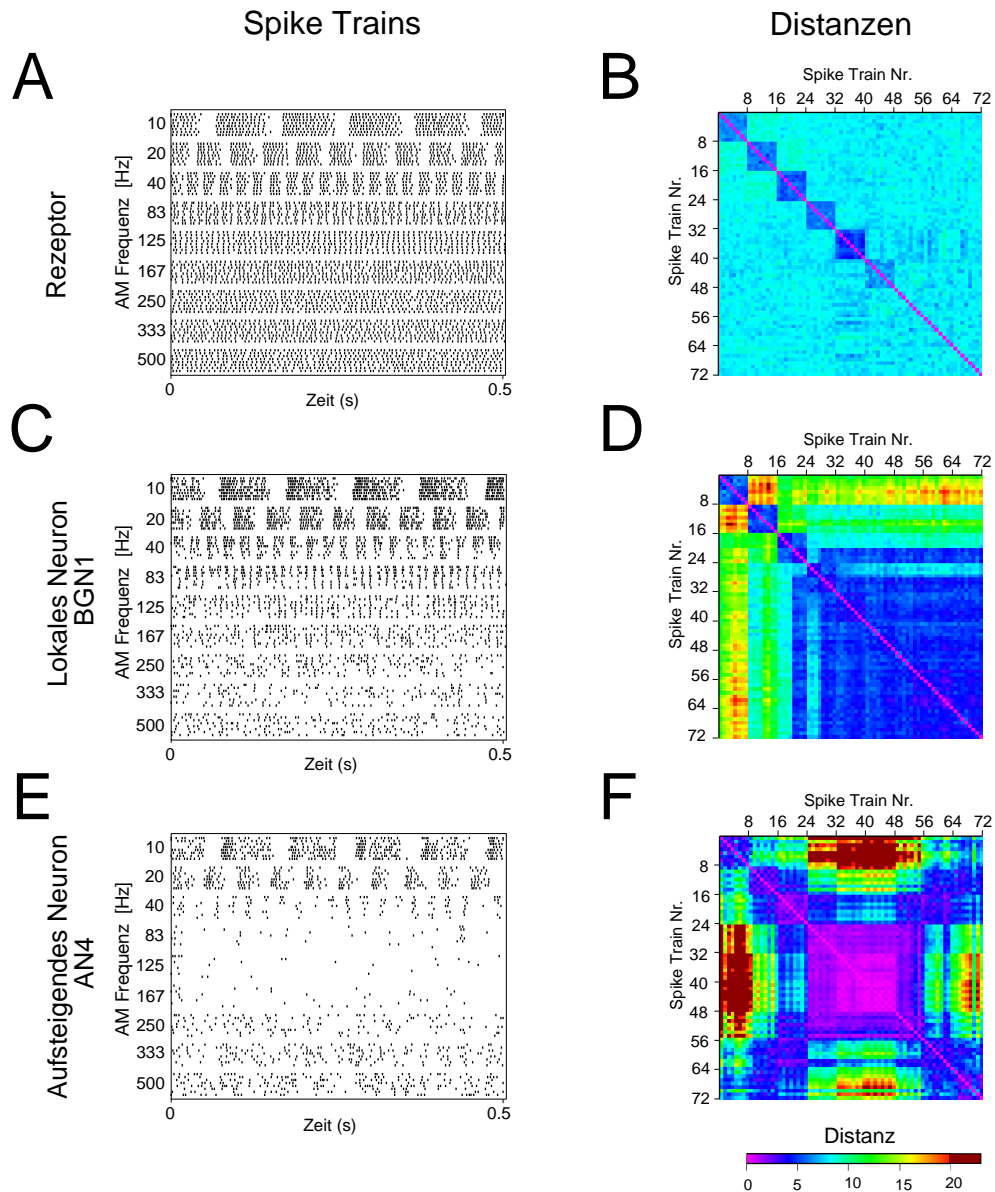 Spike Trains
Distanzen
A
B
Spike Train Nr.
8 16 24 32 40 48 56 64 72
Rezeptor
AM Frequenz [Hz]
10
20
40
83
125
167
250
333
500
0 0.5
Zeit (s)
Spike Train Nr.
8
16
24
32
40
48
56
64
72
C
D
Spike Train Nr.
8 16 24 32 40 48 56 64 72
Lokales Neuron
BGN1
AM Frequenz [Hz]
10
20
40
83
125
167
250
333
500
0 0.5
Zeit (s)
Spike Train Nr.
8
16
24
32
40
48
56
64
72
E
F
Spike Train Nr.
8 16 24 32 40 48 56 64 72
Aufsteigendes Neuron
AN4
AM Frequenz [Hz]
10
20
40
83
125
167
250
333
500
0 0.5
Zeit (s)
Spike Train Nr.
8
16
24
32
40
48
56
64
72
Distanz
0 5 10 15 20